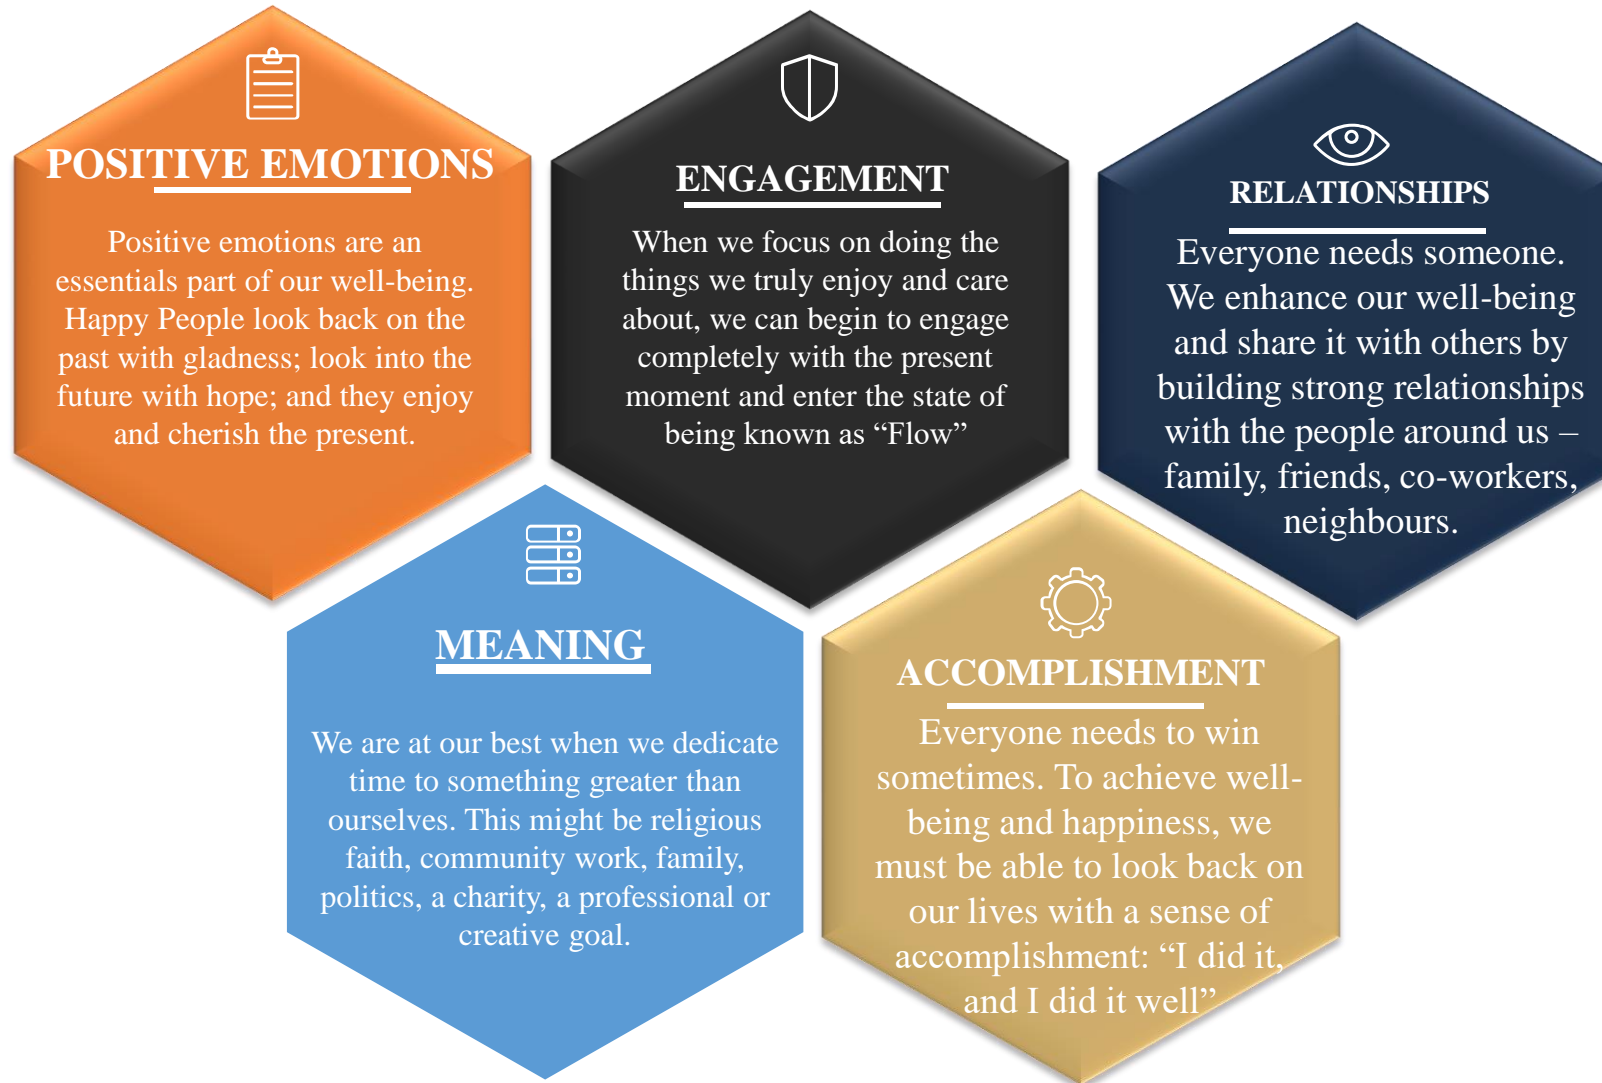 POSITIVE EMOTIONS
Positive emotions are an
essentials part of our well-being.
Happy People look back on the
past with gladness; look into the
future with hope; and they enjoy
and cherish the present.
ENGAGEMENT
When we focus on doing the
things we truly enjoy and care
about, we can begin to engage
completely with the present
moment and enter the state of
being known as “Flow”
RELATIONSHIPS
Everyone needs someone.
We enhance our well-being
and share it with others by
building strong relationships
with the people around us –
family, friends, co-workers,
neighbours.
MEANING
We are at our best when we dedicate
time to something greater than
ourselves. This might be religious
faith, community work, family,
politics, a charity, a professional or
creative goal.
ACCOMPLISHMENT
Everyone needs to win
sometimes. To achieve well-
being and happiness, we
must be able to look back on
our lives with a sense of
accomplishment: “I did it,
and I did it well”